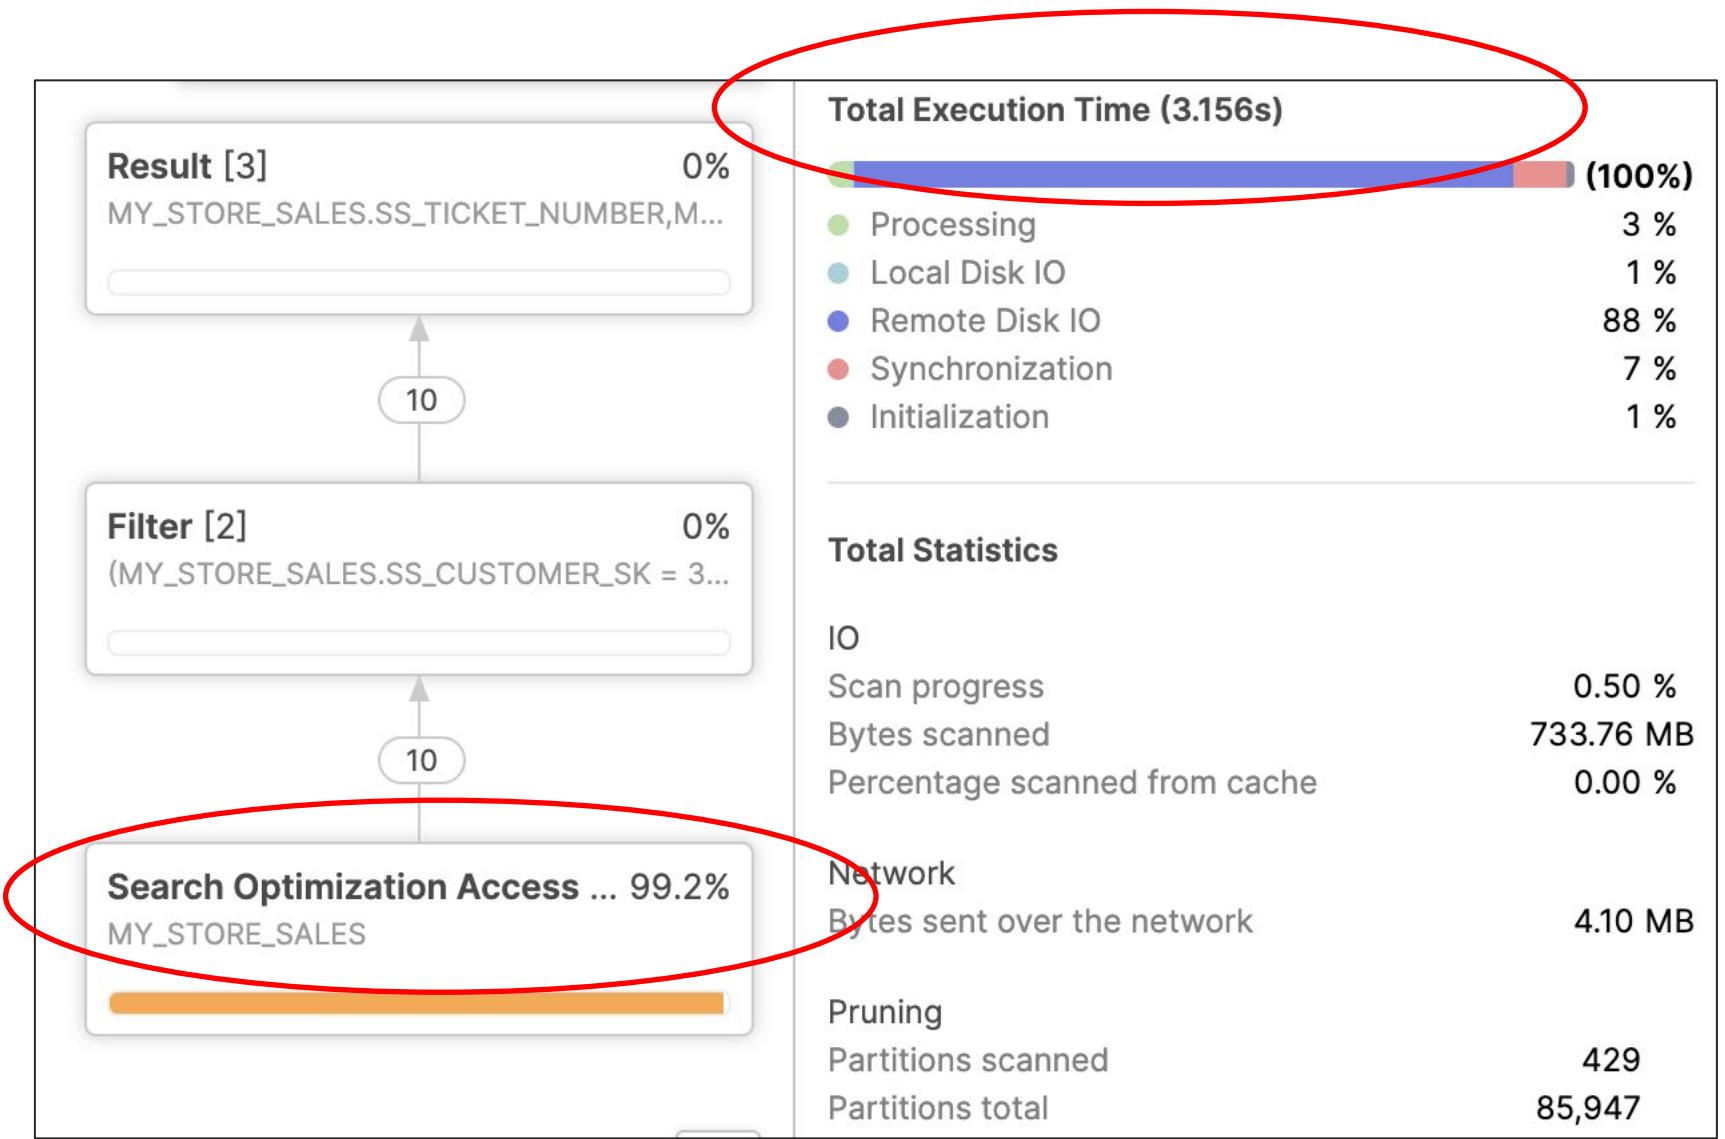 Result [3] 0%
MY_STORE_SALES.SS_TICKET_NUMBER,M...
10
Filter [2] 0%
(MY_STORE_SALES.SS_CUSTOMER_SK = 3...
10
Search Optimization Access ... 99.2%
MY_STORE_SALES
Total Execution Time (3.156s)
(100%)
Processing 3 %
Local Disk IO 1 %
Remote Disk IO 88 %
Synchronization 7 %
Initialization 1 %
Total Statistics
IO
Scan progress 0.50 %
Bytes scanned 733.76 MB
Percentage scanned from cache 0.00 %
Network
Bytes sent over the network 4.10 MB
Pruning
Partitions scanned 429
Partitions total 85,947